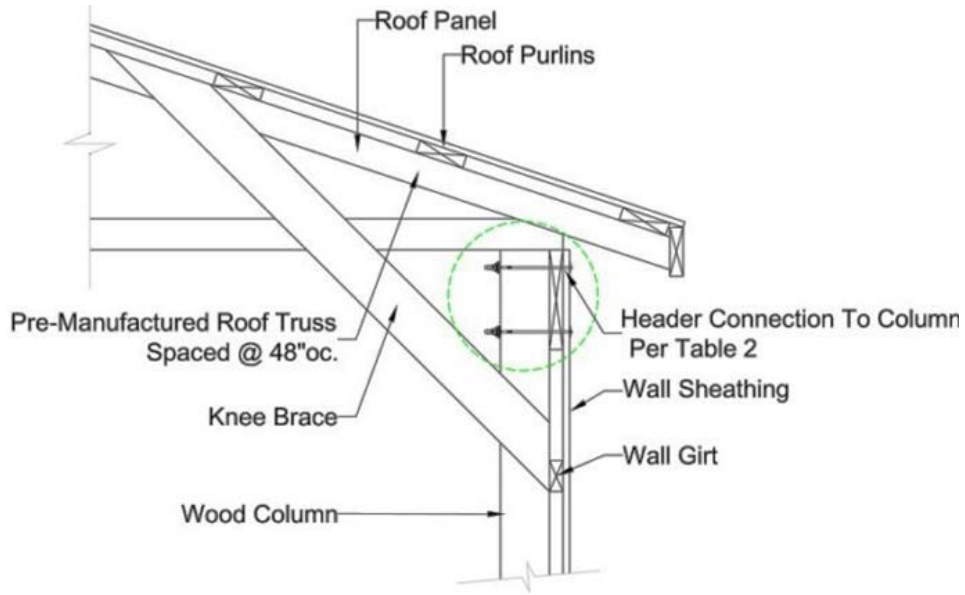 Roof Panel
Roof Purlins
Pre-Manufactured Roof Truss
Spaced @ 48"oc.
Header Connection To Column
Per Table 2
Wall Sheathing
Knee Brace
Wall Girt
Wood Column